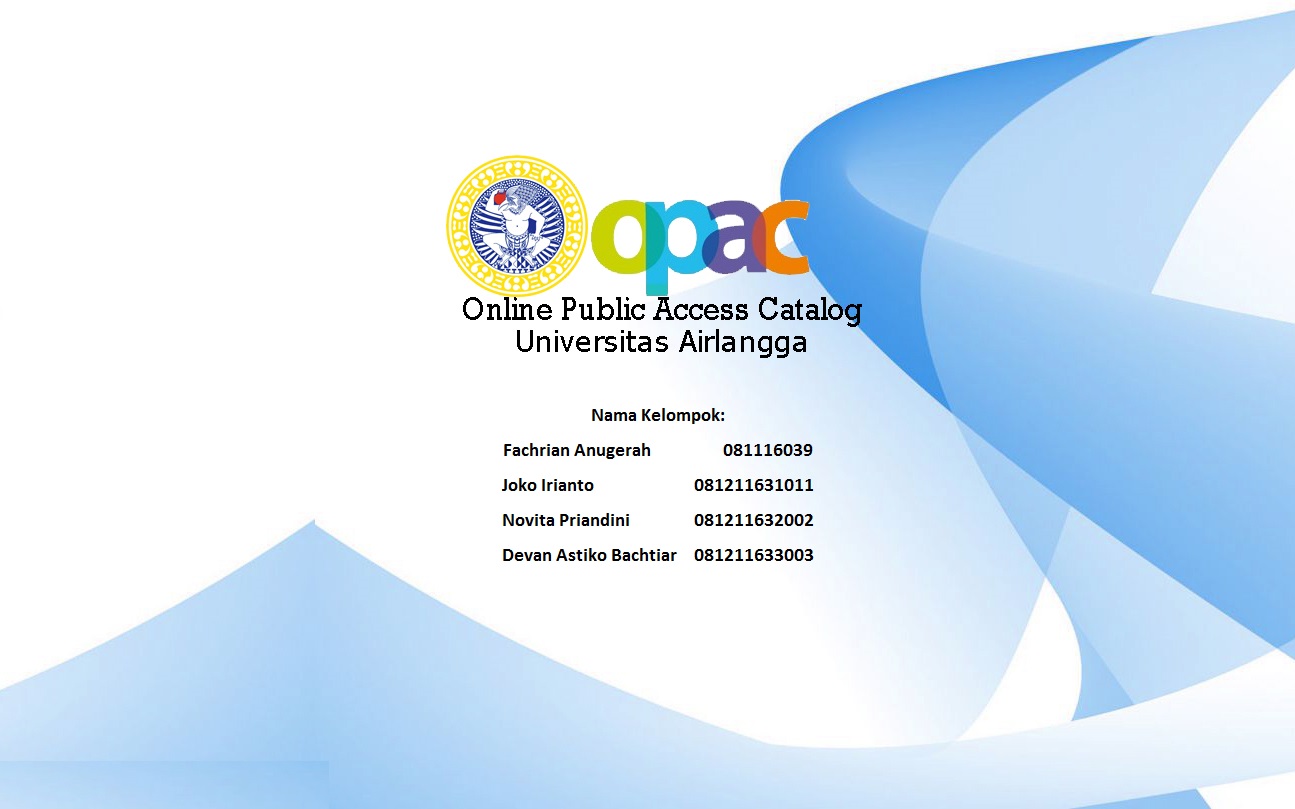 opac
Online Public Access Catalog
Universitas Airlangga
Nama Kelompok:
Fachrian Anugerah 081116039
Joko Irianto 081211631011
Novita Priandini 081211632002
Devan Astiko Bachtiar 081211633003